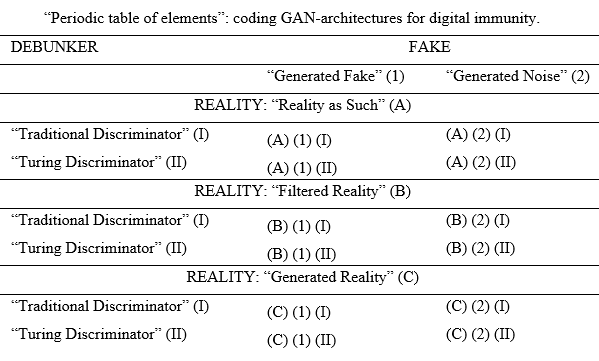 “Periodic table of elements”: coding GAN-architectures for digital immunity.
DEBUNKER FAKE
“Generated Fake” (1) “Generated Noise” (2)
REALITY: “Reality as Such” (A)
“Traditional Discriminator” (I) (A) (1) (I) (A) (2) (I)
“Turing Discriminator” (II) (A) (1) (II) (A) (2) (II)
REALITY: “Filtered Reality” (B)
“Traditional Discriminator” (I) (B) (1) (I) (B) (2) (I)
“Turing Discriminator” (II) (B) (1) (II) (B) (2) (II)
REALITY: “Generated Reality” (C)
“Traditional Discriminator” (I) (C) (1) (I) (C) (2) (I)
“Turing Discriminator” (II) (C) (1) (II) (C) (2) (II)